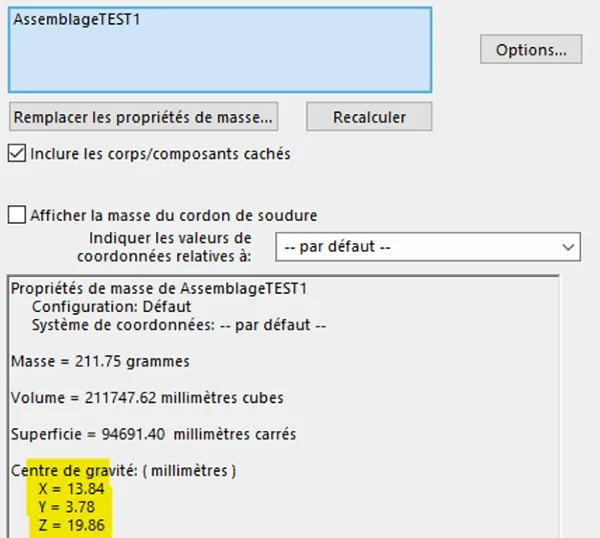 AssemblageTEST1
Options...
Remplacer les propriétés de masse...
Recalculer
Inclure les corps/composants cachés
Afficher la masse du cordon de soudure
Indiquer les valeurs de
coordonnées relatives à:
-- par défaut --
Propriétés de masse de AssemblageTEST1
Configuration: Défaut
Système de coordonnées: -- par défaut --
Masse = 211.75 grammes
Volume = 211747.62 millimètres cubes
Superficie = 94691.40 millimètres carrés
Centre de gravité: ( millimètres )
X = 13.84
Y = 3.78
Z = 19.86